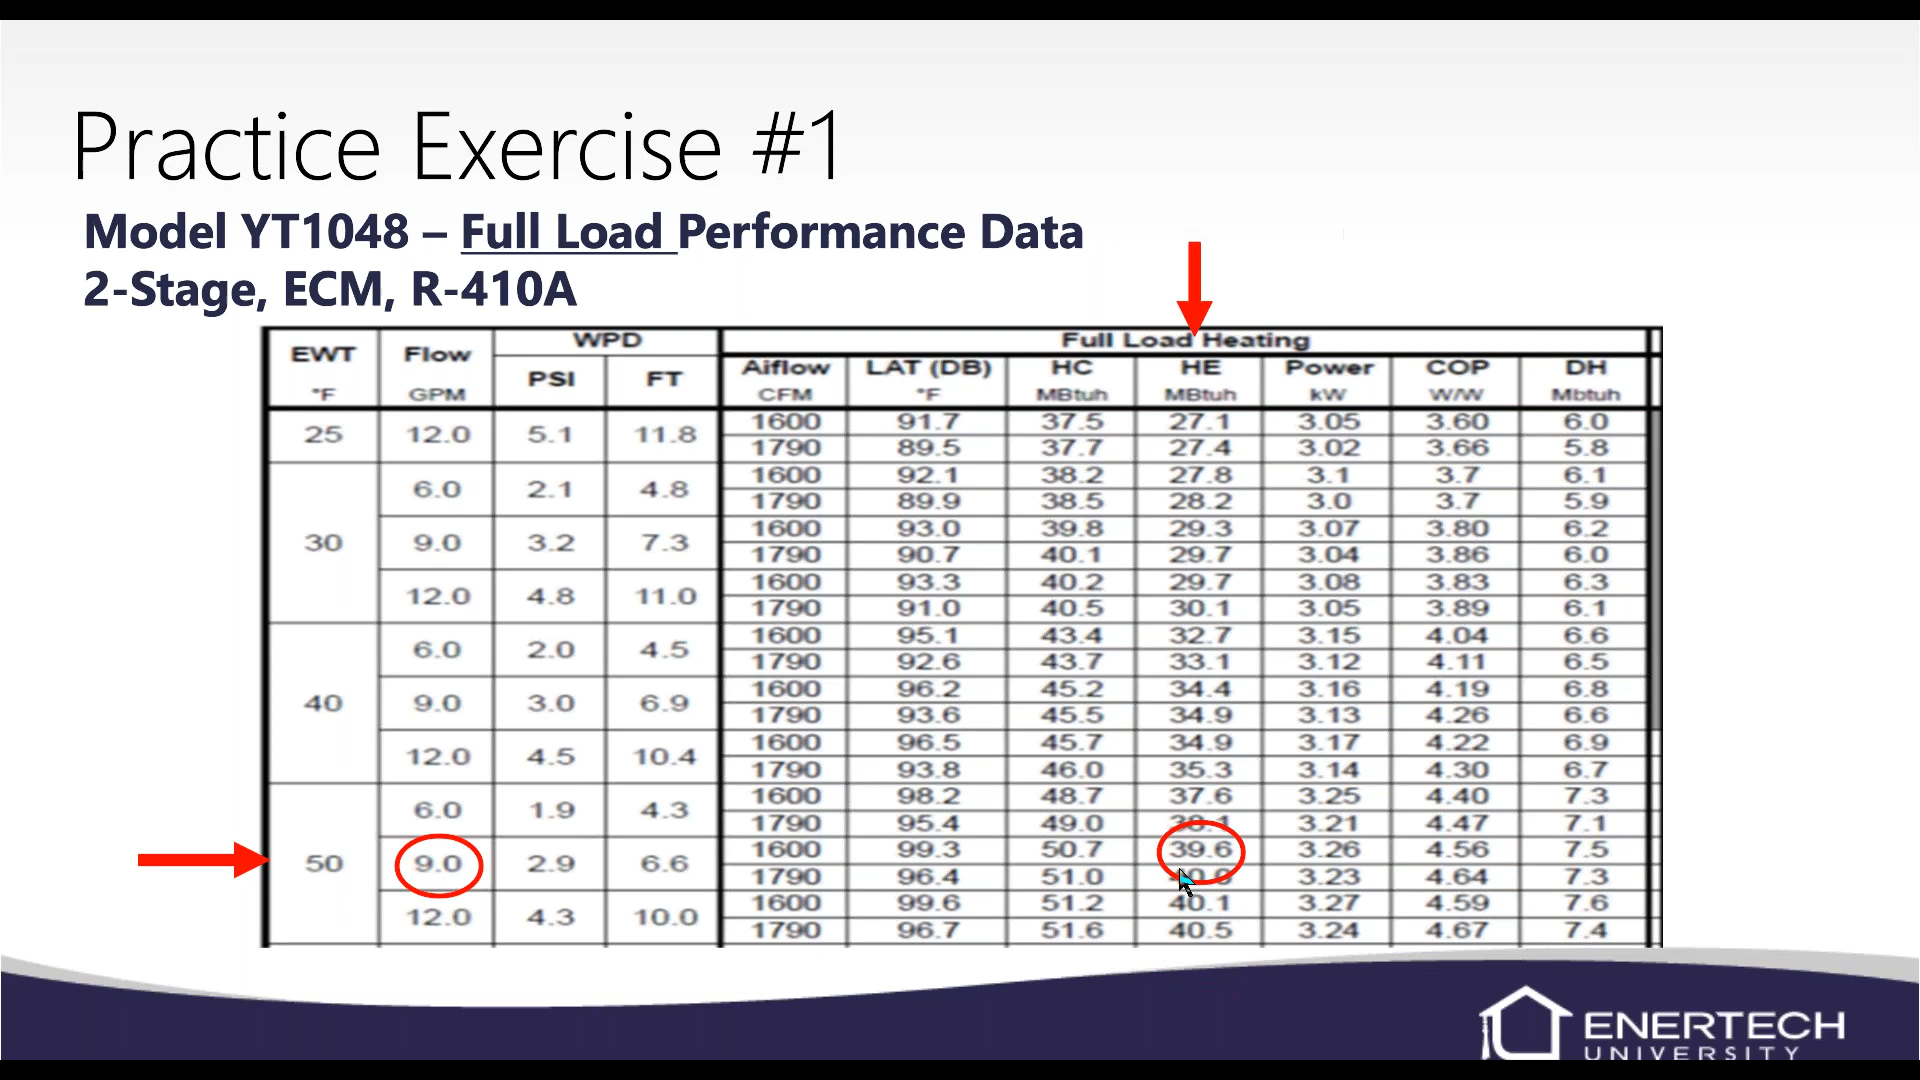 Practice Exercise #1
Model YT1048 – Full Load Performance Data
2-Stage, ECM, R-410A
WPD Full Load Heating
EWT Flow PSI FT Aiflow LAT (DB) HC HE Power COP DH
°F GPM CFM °F MBtuh MBtuh kW W/W Mbtuh
25 12.0 5.1 11.8 1600 91.7 37.5 27.1 3.05 3.60 6.0
1790 89.5 37.7 27.4 3.02 3.66 5.8
30 6.0 2.1 4.8 1600 92.1 38.2 27.8 3.1 3.7 6.1
1790 89.9 38.5 28.2 3.0 3.7 5.9
9.0 3.2 7.3 1600 93.0 39.8 29.3 3.07 3.80 6.2
1790 90.7 40.1 29.7 3.04 3.86 6.0
12.0 4.8 11.0 1600 93.3 40.2 29.7 3.08 3.83 6.3
1790 91.0 40.5 30.1 3.05 3.89 6.1
40 6.0 2.0 4.5 1600 95.1 43.4 32.7 3.15 4.04 6.6
1790 92.6 43.7 33.1 3.12 4.11 6.5
9.0 3.0 6.9 1600 96.2 45.2 34.4 3.16 4.19 6.8
1790 93.6 45.5 34.9 3.13 4.26 6.6
12.0 4.5 10.4 1600 96.5 45.7 34.9 3.17 4.22 6.9
1790 93.8 46.0 35.3 3.14 4.30 6.7
50 6.0 1.9 4.3 1600 98.2 48.7 37.6 3.25 4.40 7.3
1790 95.4 49.0 38.1 3.21 4.47 7.1
9.0 2.9 6.6 1600 99.3 50.7 39.6 3.26 4.56 7.5
1790 96.4 51.0 3.23 4.64 7.3
12.0 4.3 10.0 1600 99.6 51.2 40.1 3.27 4.59 7.6
1790 96.7 51.6 40.5 3.24 4.67 7.4
ENERTECH
UNIVERSITY